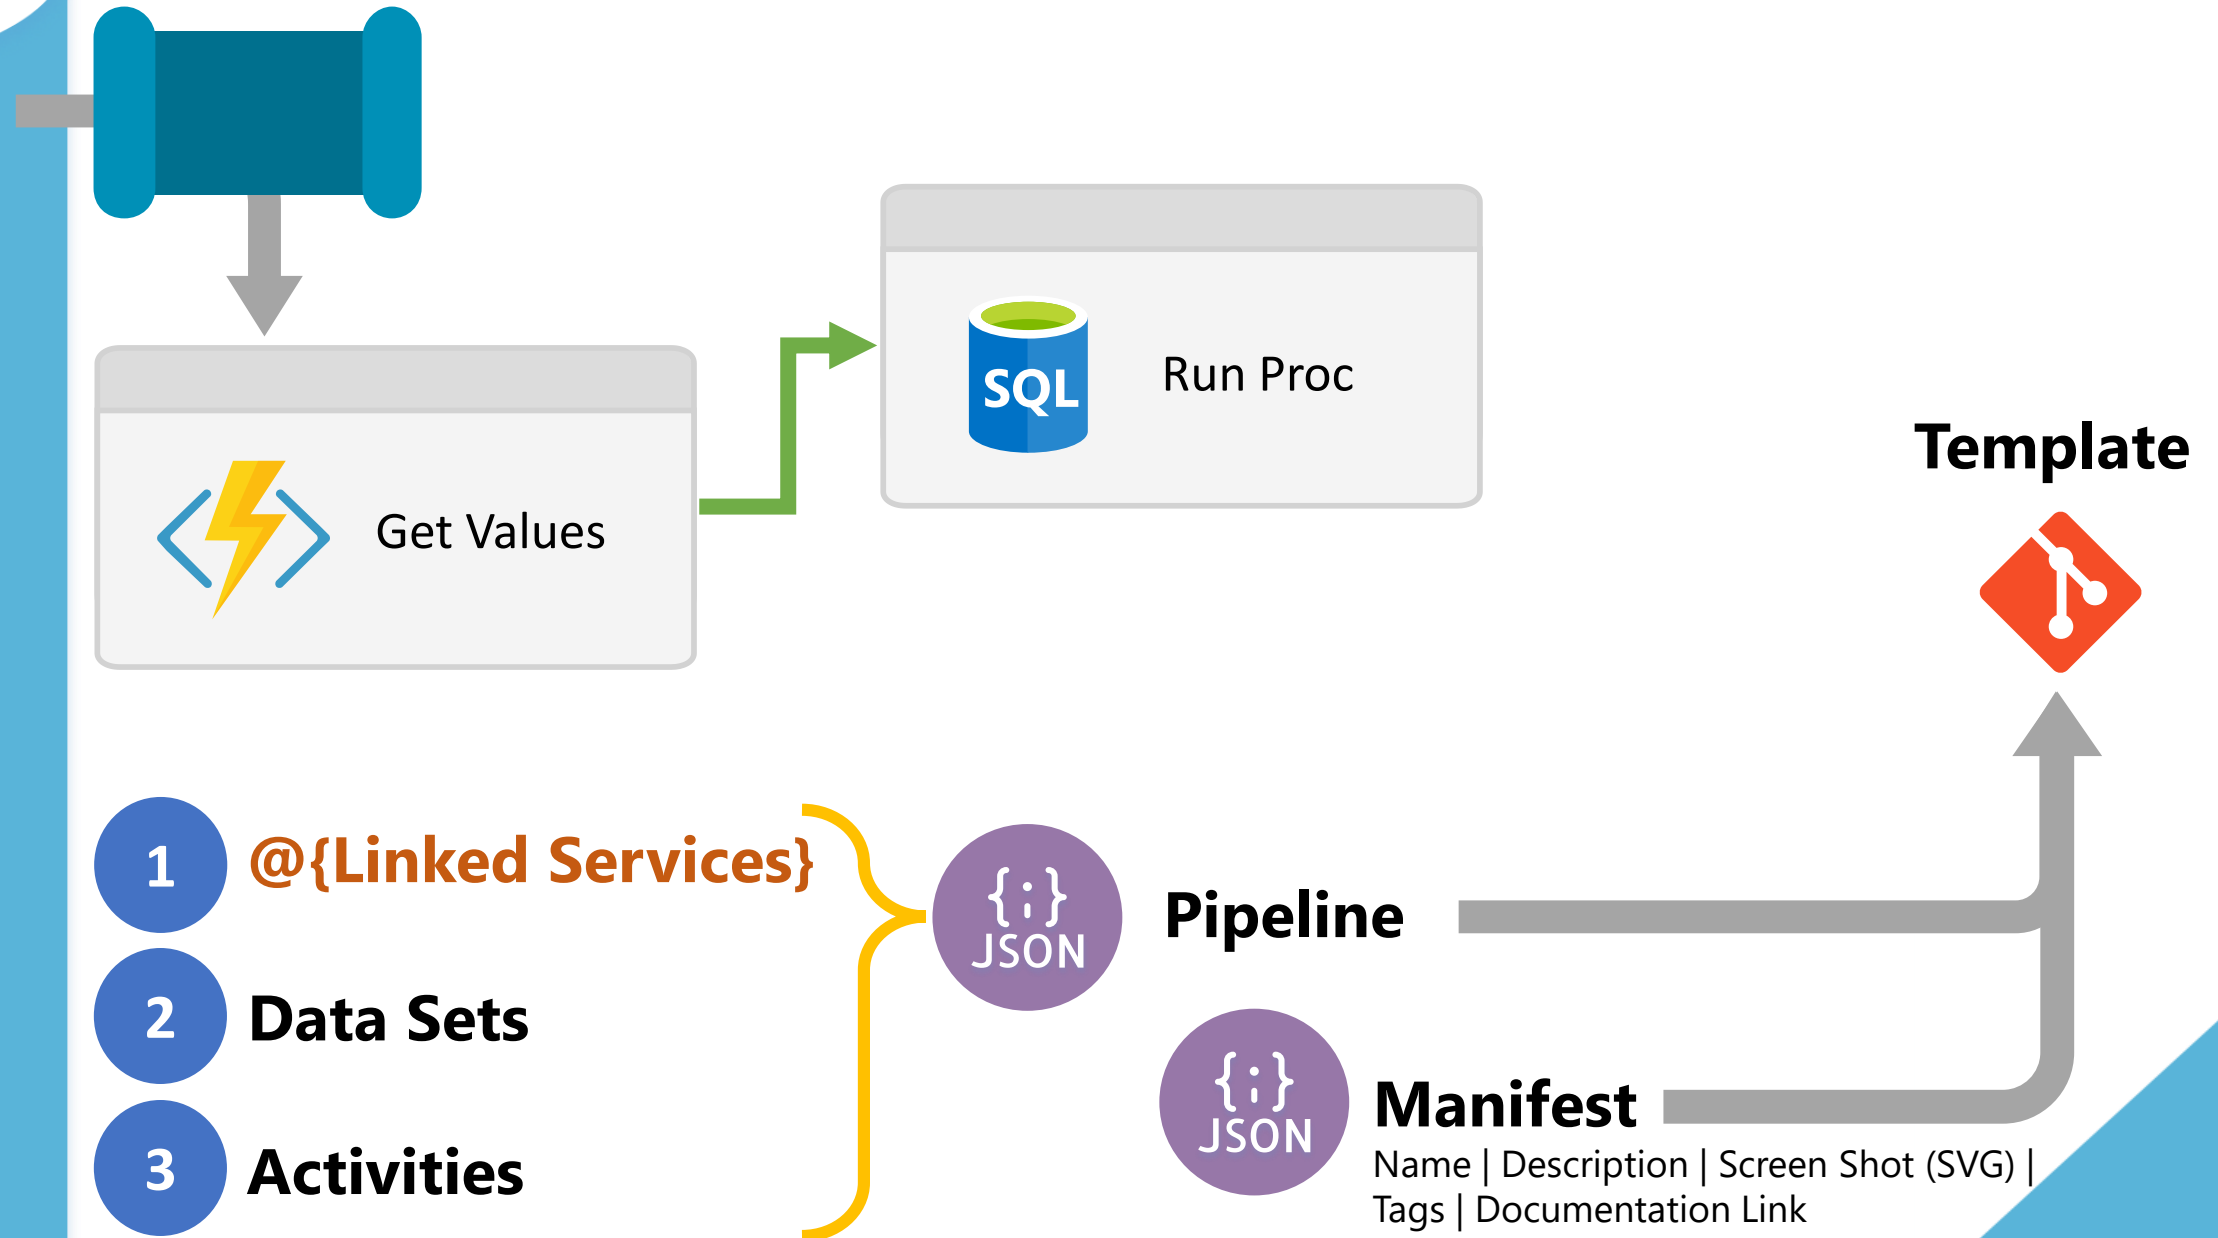 SQL
Run Proc
Get Values
Template
1
@{Linked Services}
2
Data Sets
3
Activities
{;}
JSON
Pipeline
{;}
JSON
Manifest
Name | Description | Screen Shot (SVG) |
Tags | Documentation Link